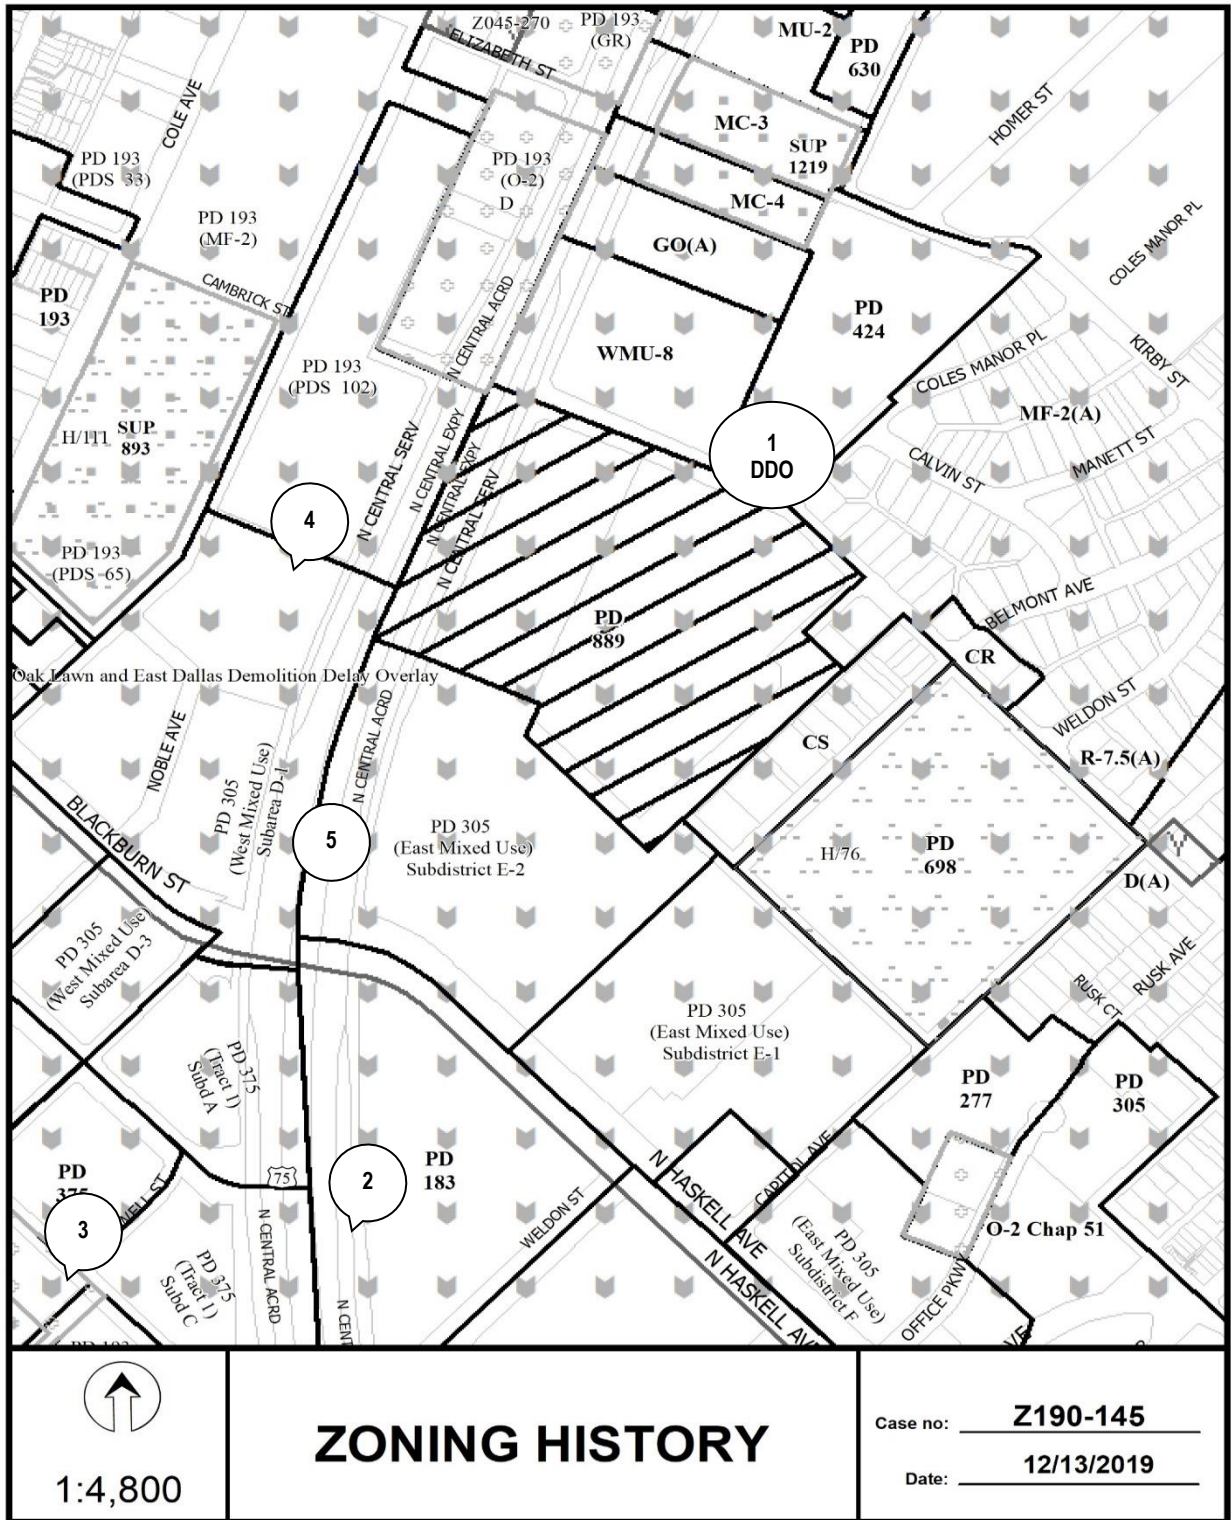 Z045-270
PD 193
(GR)
MU-2
PD
630
ELIZABETH ST
COLE AVE
HOMER ST
MC-3
SUP
1219
PD 193
(PDS 33)
PD 193
(O-2)
D
MC-4
PD 193
(MF-2)
GO(A)
COLES MANOR PL
CAMBRICK ST
PD
193
N CENTRAL ACRD
PD
424
WMU-8
KIRBY ST
COLES MANOR PL
PD 193
(PDS 102)
MF-2(A)
H/111
SUP
893
1
DDO
MANETT ST
CALVIN ST
N CENTRAL SERV
N CENTRAL EXPY
N CENTRAL EXPY
N CENTRAL SERV
4
PD 193
(PDS 65)
BELMONT AVE
PD
889
CR
Oak Lawn and East Dallas Demolition Delay Overlay
WELDON ST
NOBLE AVE
N CENTRAL ACRD
CS
R-7.5(A)
PD 305
(West Mixed Use)
Subarea D-1
5
PD 305
(East Mixed Use)
Subdistrict E-2
BLACKBURN ST
H/76
PD
698
D(A)
PD 305
(West Mixed Use)
Subarea D-3
RUSK AVE
RUSK CT
PD 305
(East Mixed Use)
Subdistrict E-1
PD 375
(Tract 1)
Subd A
PD
277
PD
305
75
2
PD
183
PD
375
N HASKELL AVE
CAPITOL AVE
3
WELDON ST
O-2 Chap 51
PD 375
(Tract 1)
Subd C
N CENTRAL ACRD
N CENT
N HASKELL AVE
PD 305
(East Mixed Use)
Subdistrict F
OFFICE PKWY
PD 193
1:4,800
ZONING HISTORY
Case no: Z190-145
Date: 12/13/2019